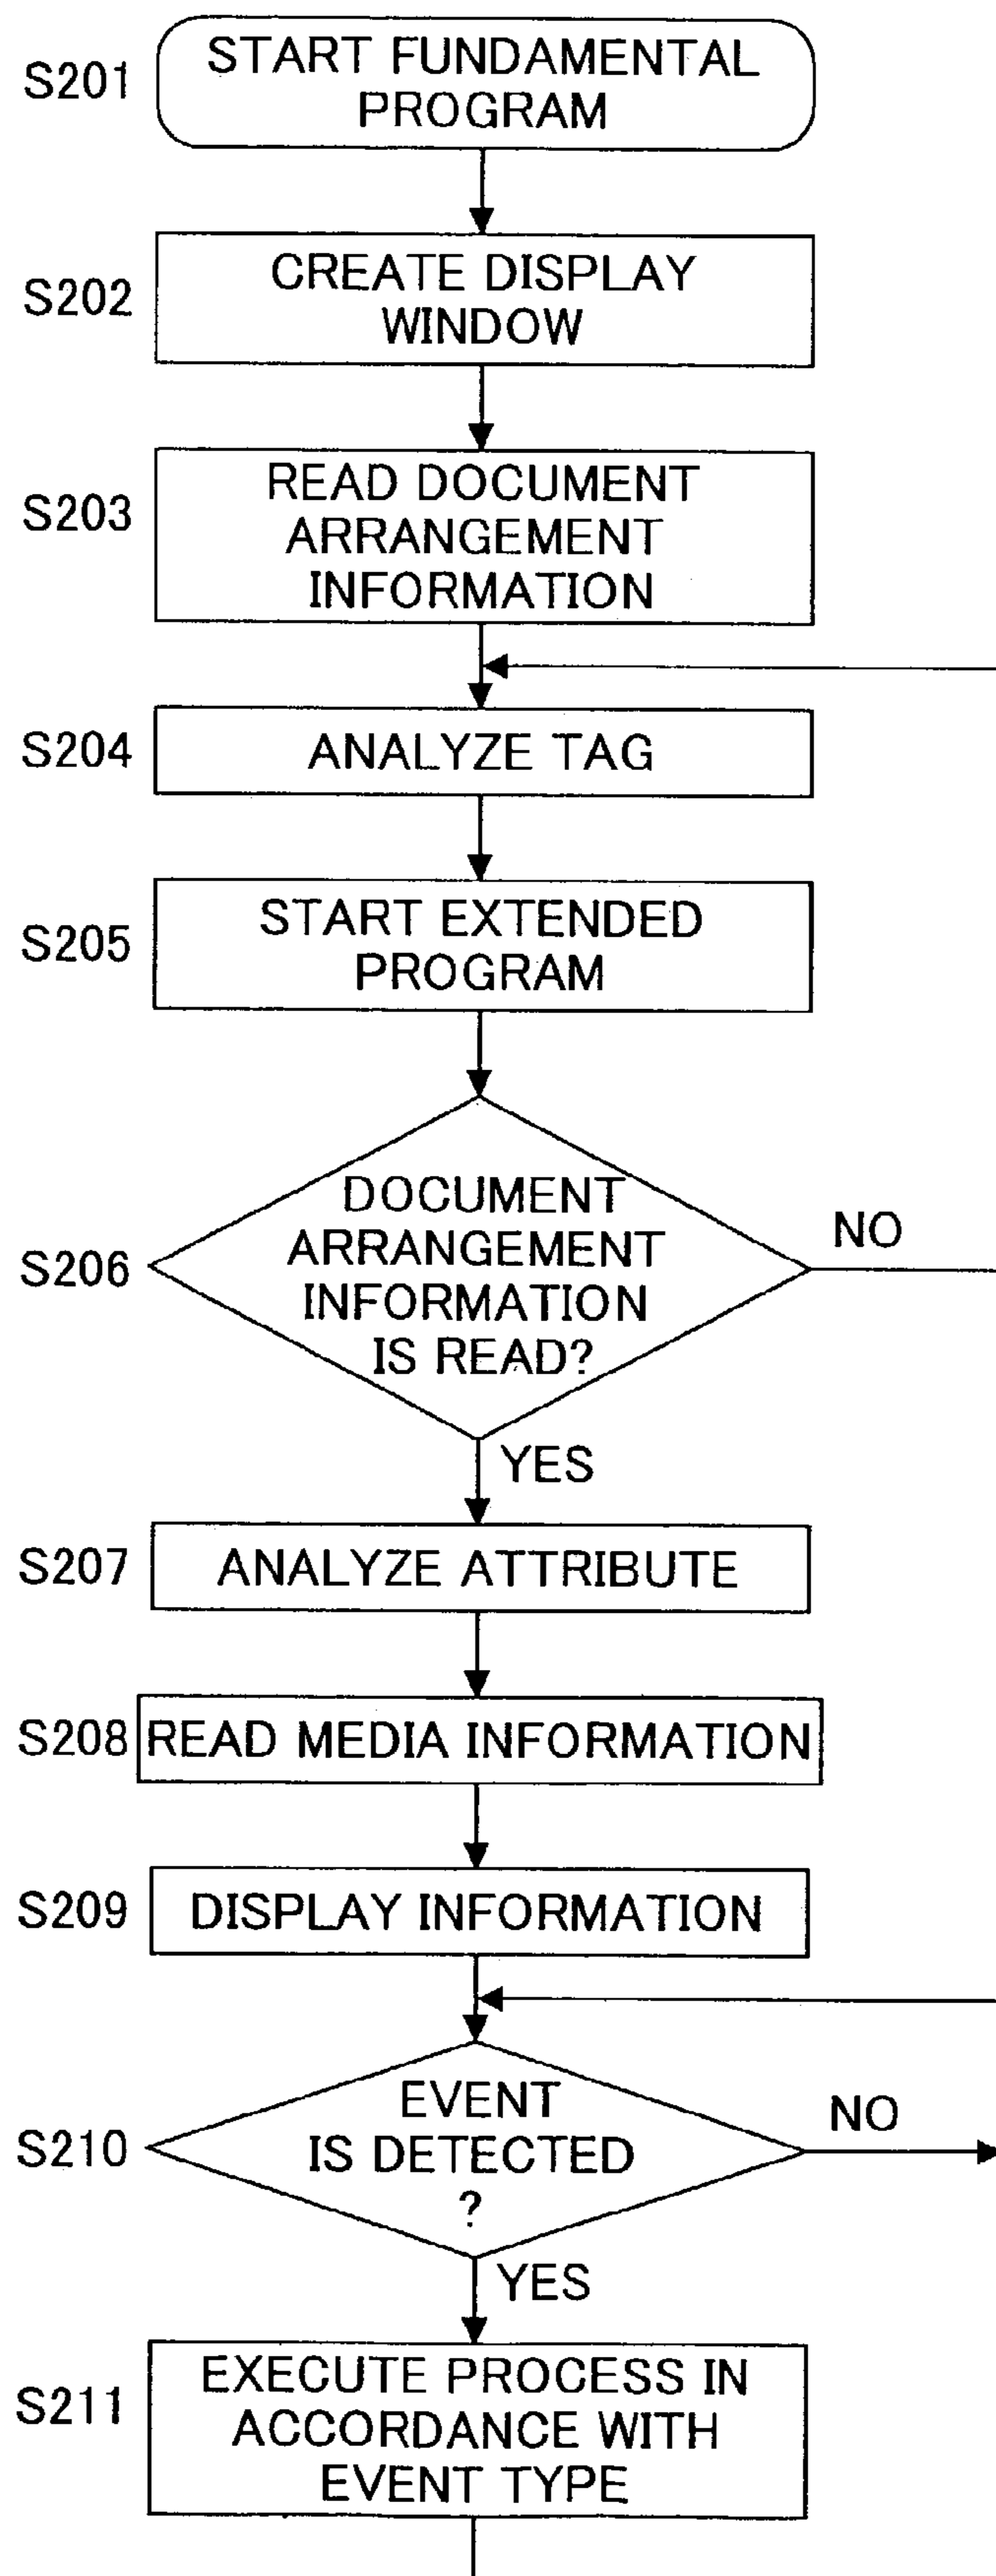 S201
START FUNDAMENTAL
PROGRAM
S202
CREATE DISPLAY
WINDOW
S203
READ DOCUMENT
ARRANGEMENT
INFORMATION
S204
ANALYZE TAG
S205
START EXTENDED
PROGRAM
S206
DOCUMENT
ARRANGEMENT
INFORMATION
IS READ?
NO
YES
S207
ANALYZE ATTRIBUTE
S208
READ MEDIA INFORMATION
S209
DISPLAY INFORMATION
S210
EVENT
IS DETECTED
?
NO
YES
S211
EXECUTE PROCESS IN
ACCORDANCE WITH
EVENT TYPE